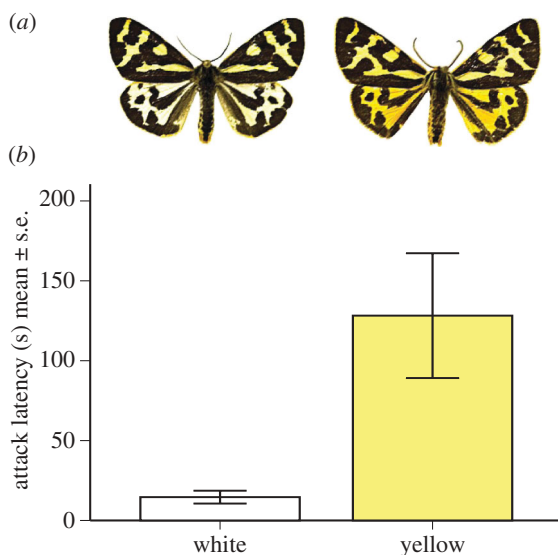 (a)
(b)
200
150
100
50
0
attack latency (s) mean ± s.e.
white
yellow